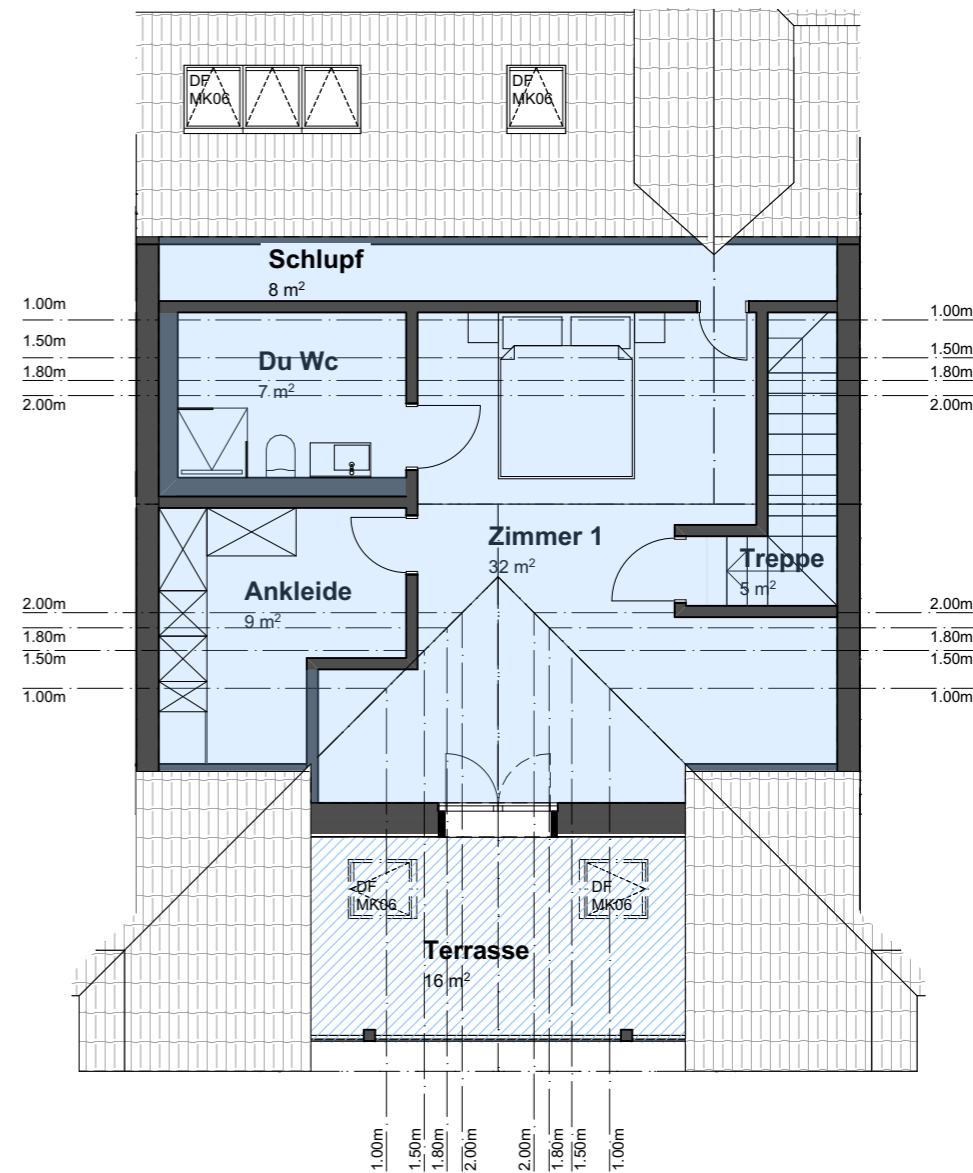 DF
MK06
DF
MK06
Schlupf
8 m²
1.00m
1.00m
1.50m
1.50m
Du Wc
1.80m
1.80m
7 m²
2.00m
2.00m
Zimmer 1
32 m²
Treppe
5 m²
Ankleide
9 m²
2.00m
2.00m
1.80m
1.80m
1.50m
1.50m
1.00m
1.00m
DF
MK06
DF
MK06
Terrasse
16 m²
1.00m
1.50m
1.80m
2.00m
2.00m
1.80m
1.50m
1.00m